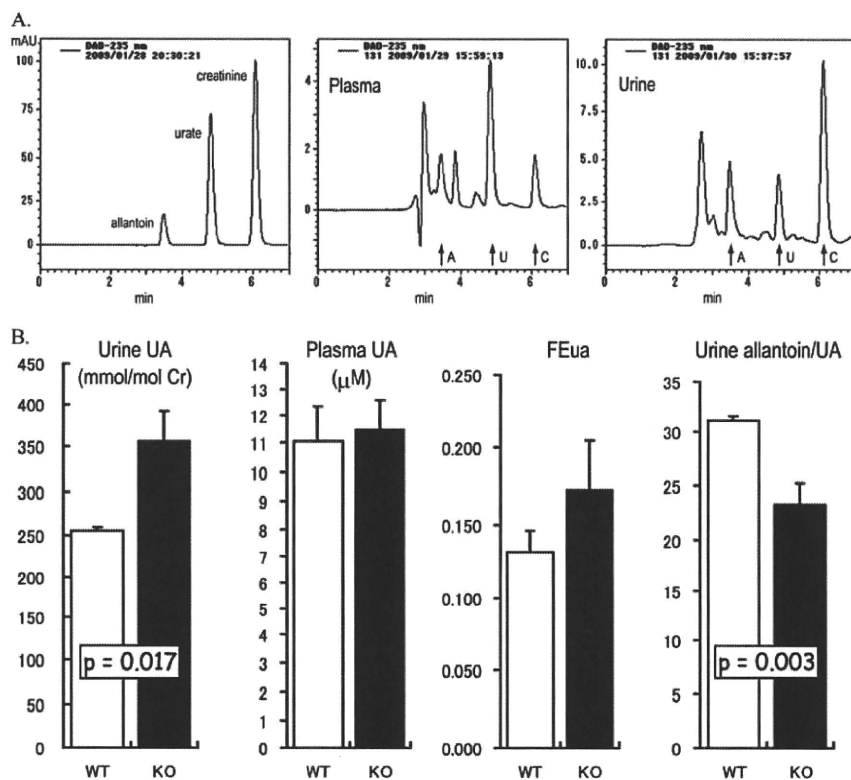 A.
mAU
DAD-235 nm
2009/01/28 20:30:21
100
75
50
25
0
creatinine
urate
allantoin
0 2 4 6
min
DAD-235 nm
131 2009/01/29 15:59:13
Plasma
4
2
0
A U C
0 2 4 6
min
DAD-235 nm
131 2009/01/30 15:37:57
Urine
10.0
7.5
5.0
2.5
0.0
A U C
0 2 4 6
min
B.
Urine UA
(mmol/mol Cr)
450
400
350
300
250
200
150
100
50
0
p = 0.017
WT KO
Plasma UA
(μM)
14
13
12
11
10
9
8
7
6
5
4
3
2
1
0
WT KO
FEua
0.250
0.200
0.150
0.100
0.050
0.000
WT KO
Urine allantoin/UA
35
30
25
20
15
10
5
0
p = 0.003
WT KO